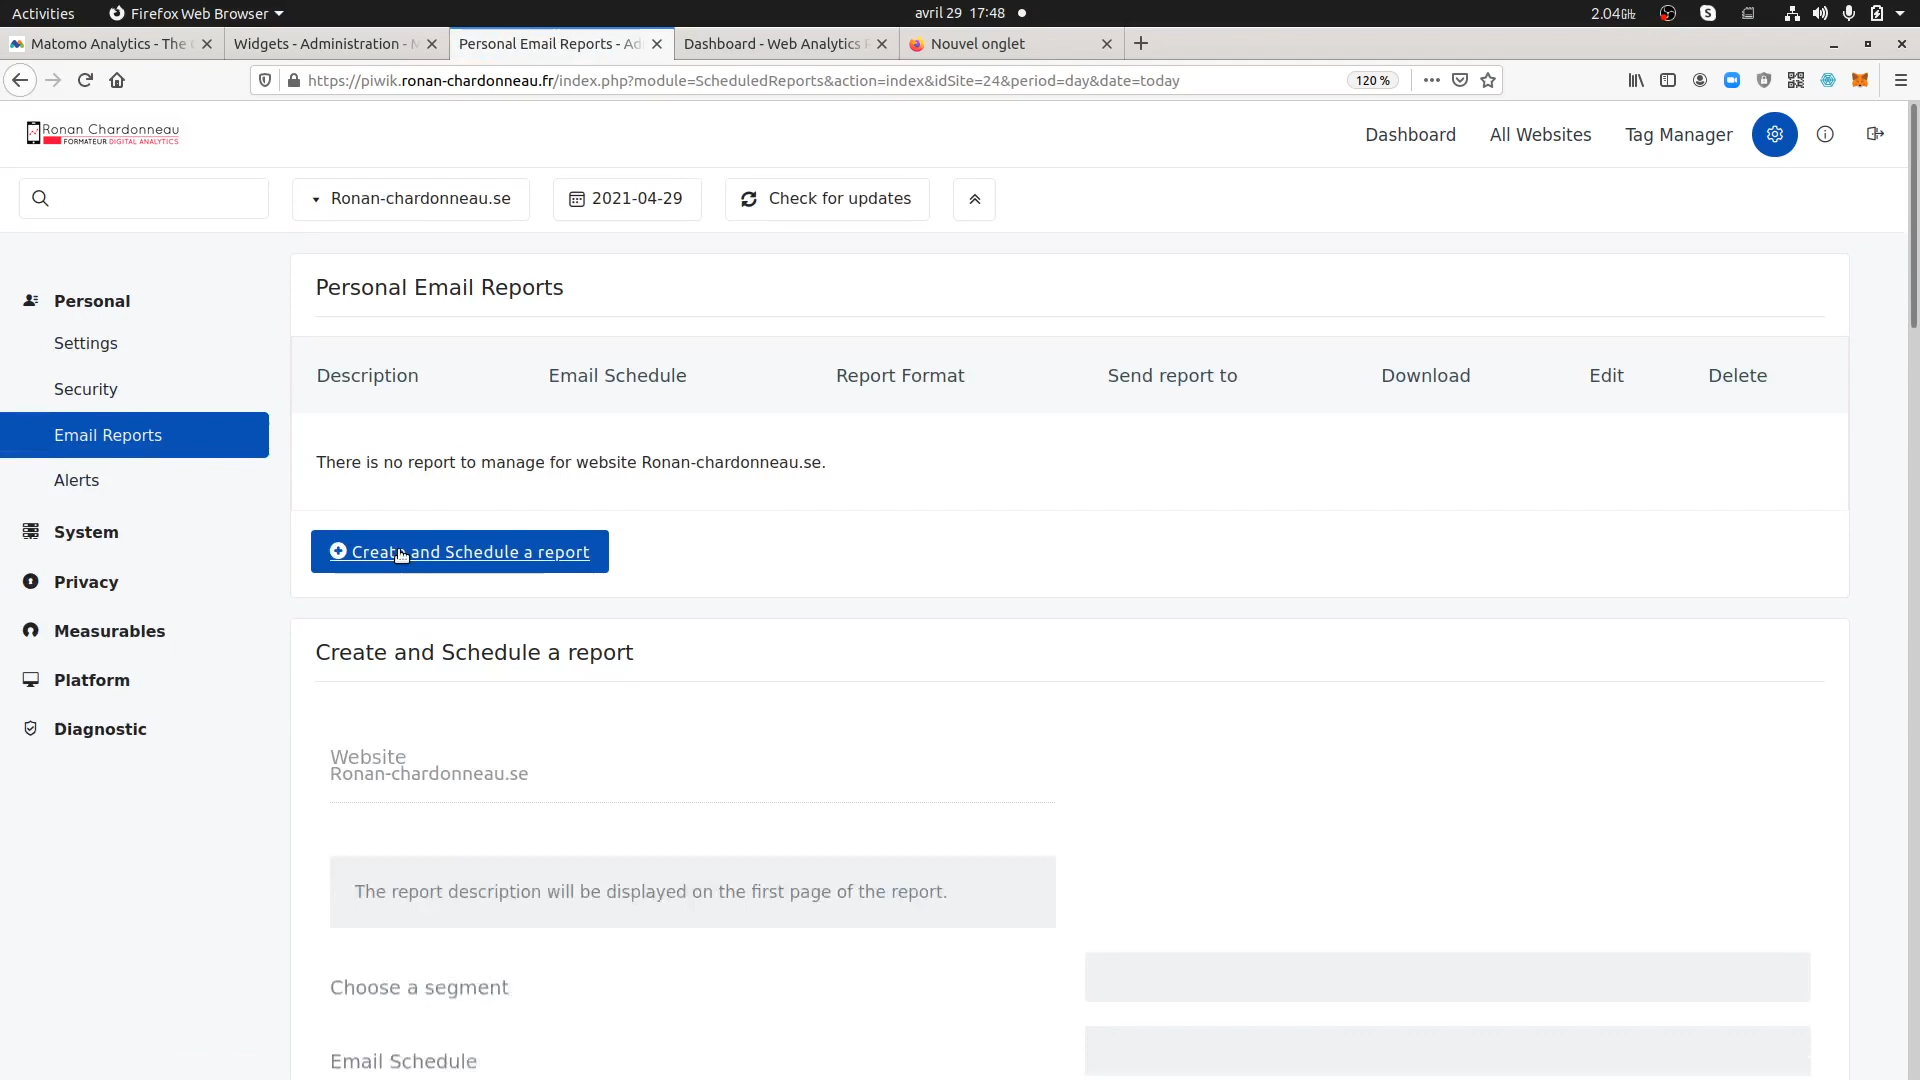 Activities
Firefox Web Browser
avril 29 17:48
2.04GHz
Matomo Analytics - The
Widgets - Administration -
Personal Email Reports - Ad
Dashboard - Web Analytics
Nouvel onglet
https://piwik.ronan-chardonneau.fr/index.php?module=ScheduledReports&action=index&idSite=24&period=day&date=today
120 %
Ronan Chardonneau
FORMATEUR DIGITAL ANALYTICS
Dashboard
All Websites
Tag Manager
Ronan-chardonneau.se
2021-04-29
Check for updates
Personal
Settings
Security
Email Reports
Alerts
System
Privacy
Measurables
Platform
Diagnostic
Personal Email Reports
Description
Email Schedule
Report Format
Send report to
Download
Edit
Delete
There is no report to manage for website Ronan-chardonneau.se.
Create and Schedule a report
Create and Schedule a report
Website
Ronan-chardonneau.se
The report description will be displayed on the first page of the report.
Choose a segment
Email Schedule